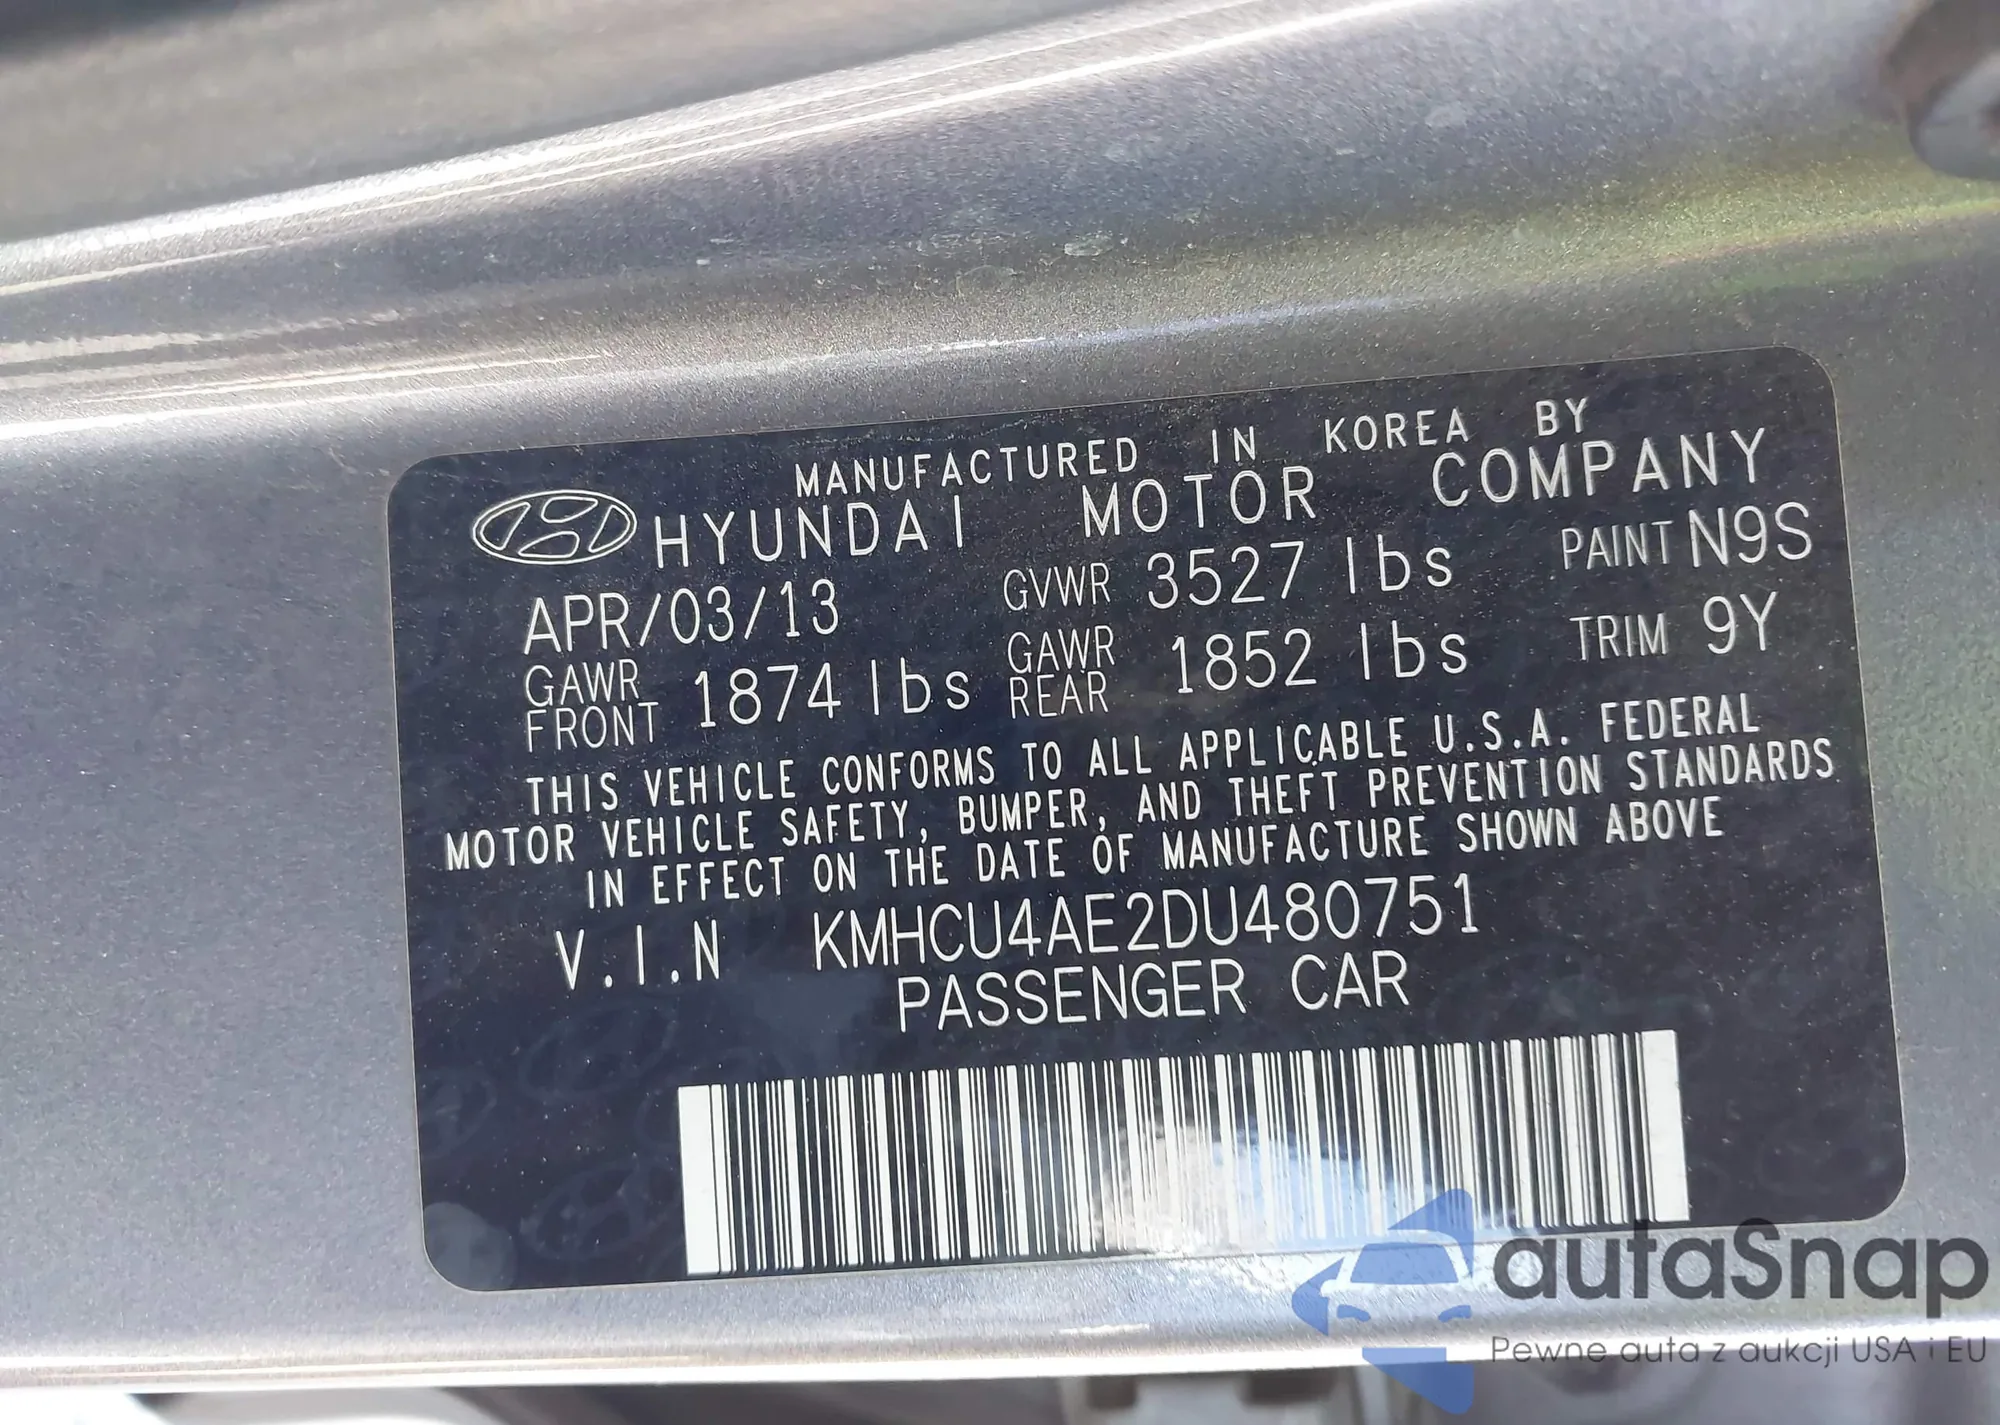 MANUFACTURED IN KOREA BY
HYUNDAI MOTOR COMPANY
APR/03/13 GVWR 3527 lbs PAINT N9S
GAWR FRONT 1874 lbs GAWR REAR 1852 lbs TRIM 9Y
THIS VEHICLE CONFORMS TO ALL APPLICABLE U.S.A. FEDERAL
MOTOR VEHICLE SAFETY, BUMPER, AND THEFT PREVENTION STANDARDS
IN EFFECT ON THE DATE OF MANUFACTURE SHOWN ABOVE
V.I.N KMHCU4AE2DU480751
PASSENGER CAR
autaSnap
Pewne auta z aukcji USA i EU